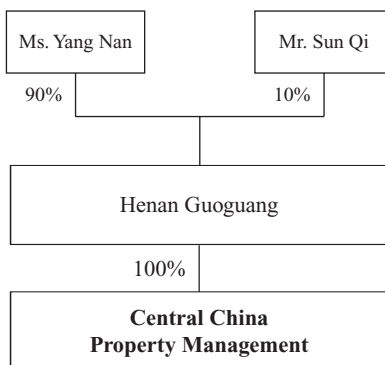 Ms. Yang Nan
Mr. Sun Qi
90%
10%
Henan Guoguang
100%
Central China
Property Management